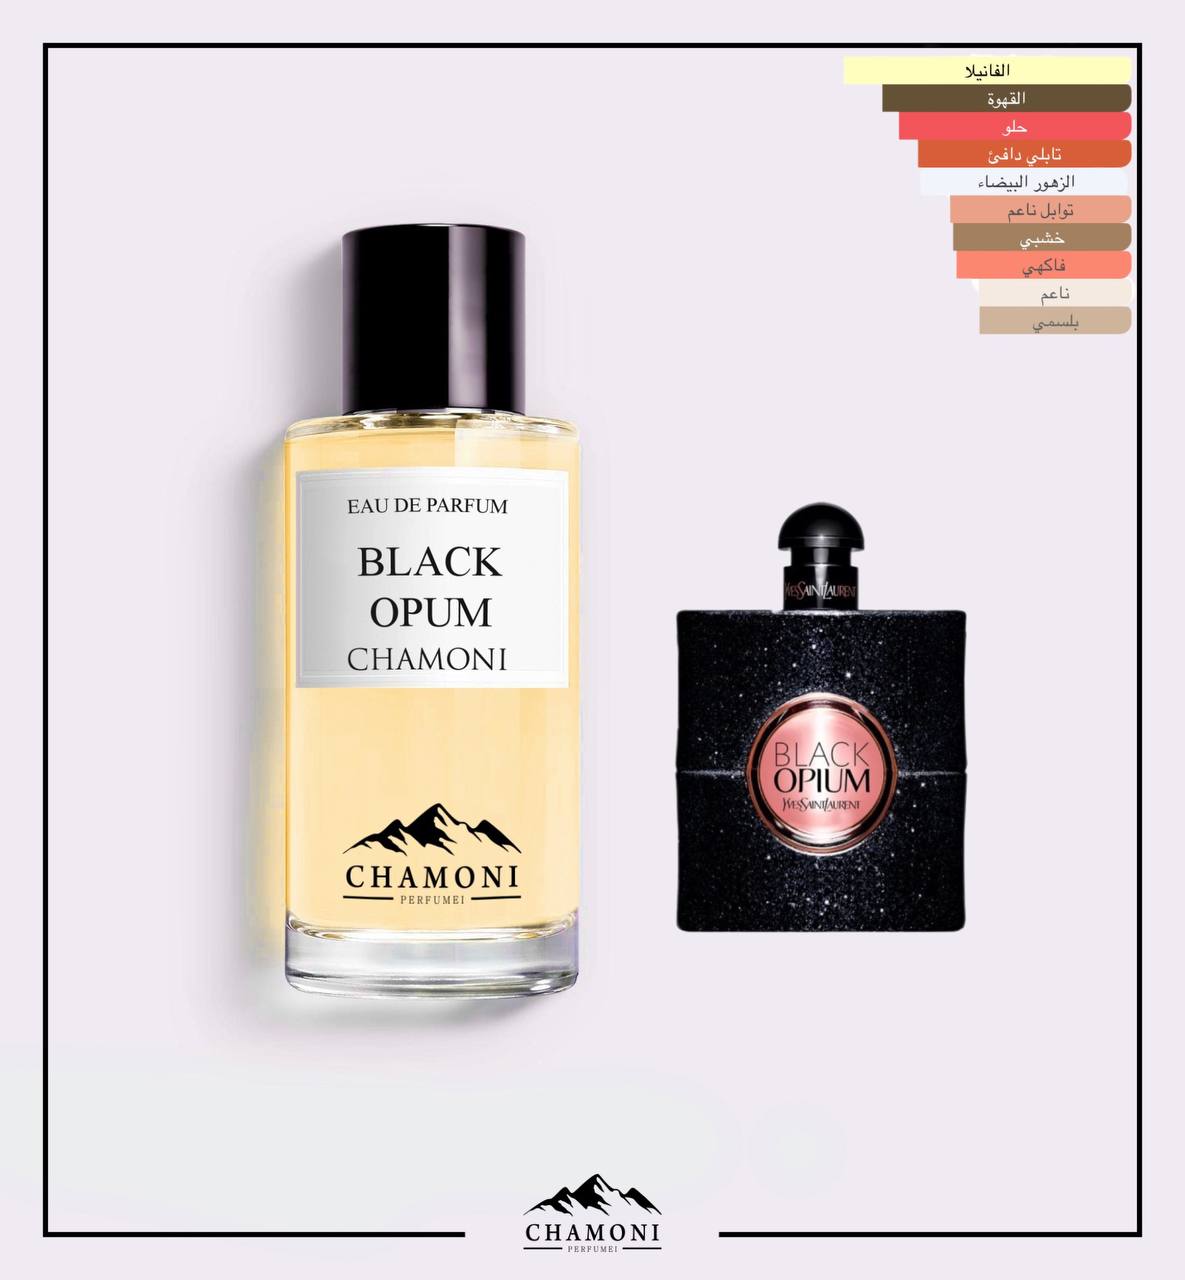 الفانيلا
القهوة
حلو
تابلي دافئ
الزهور البيضاء
توابل ناعم
خشبي
فاكهي
ناعم
بلسمي
EAU DE PARFUM
BLACK
OPUM
CHAMONI
CHAMONI
PERFUMEI
YVESSAINTLAURENT
BLACK
OPIUM
YVESSAINTLAURENT
CHAMONI
PERFUMEI